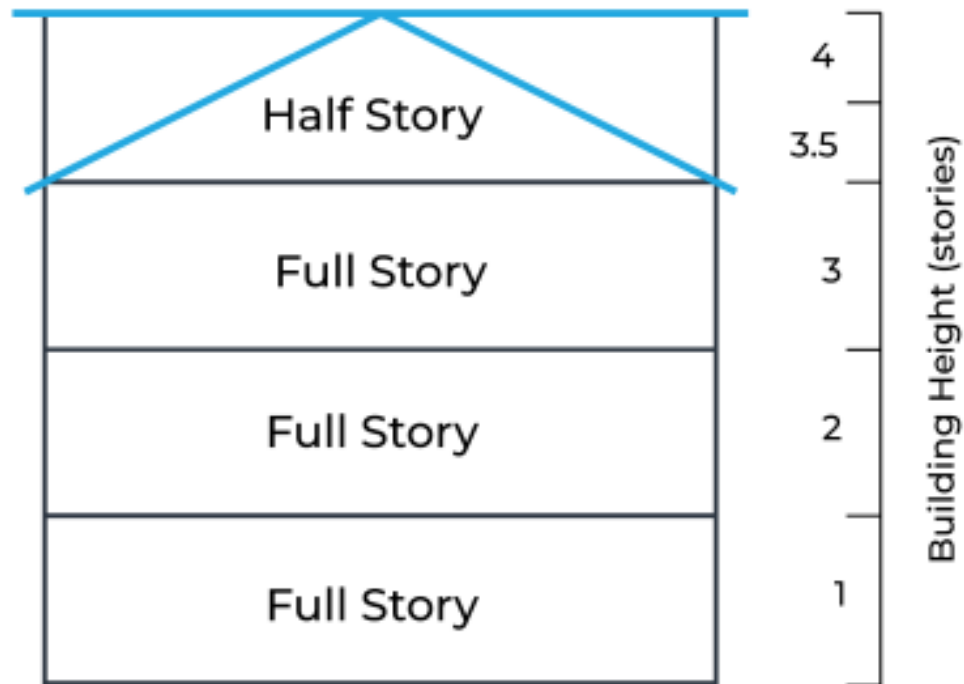 4
Half Story
3.5
Full Story
3
Full Story
2
Full Story
1
Building Height (stories)